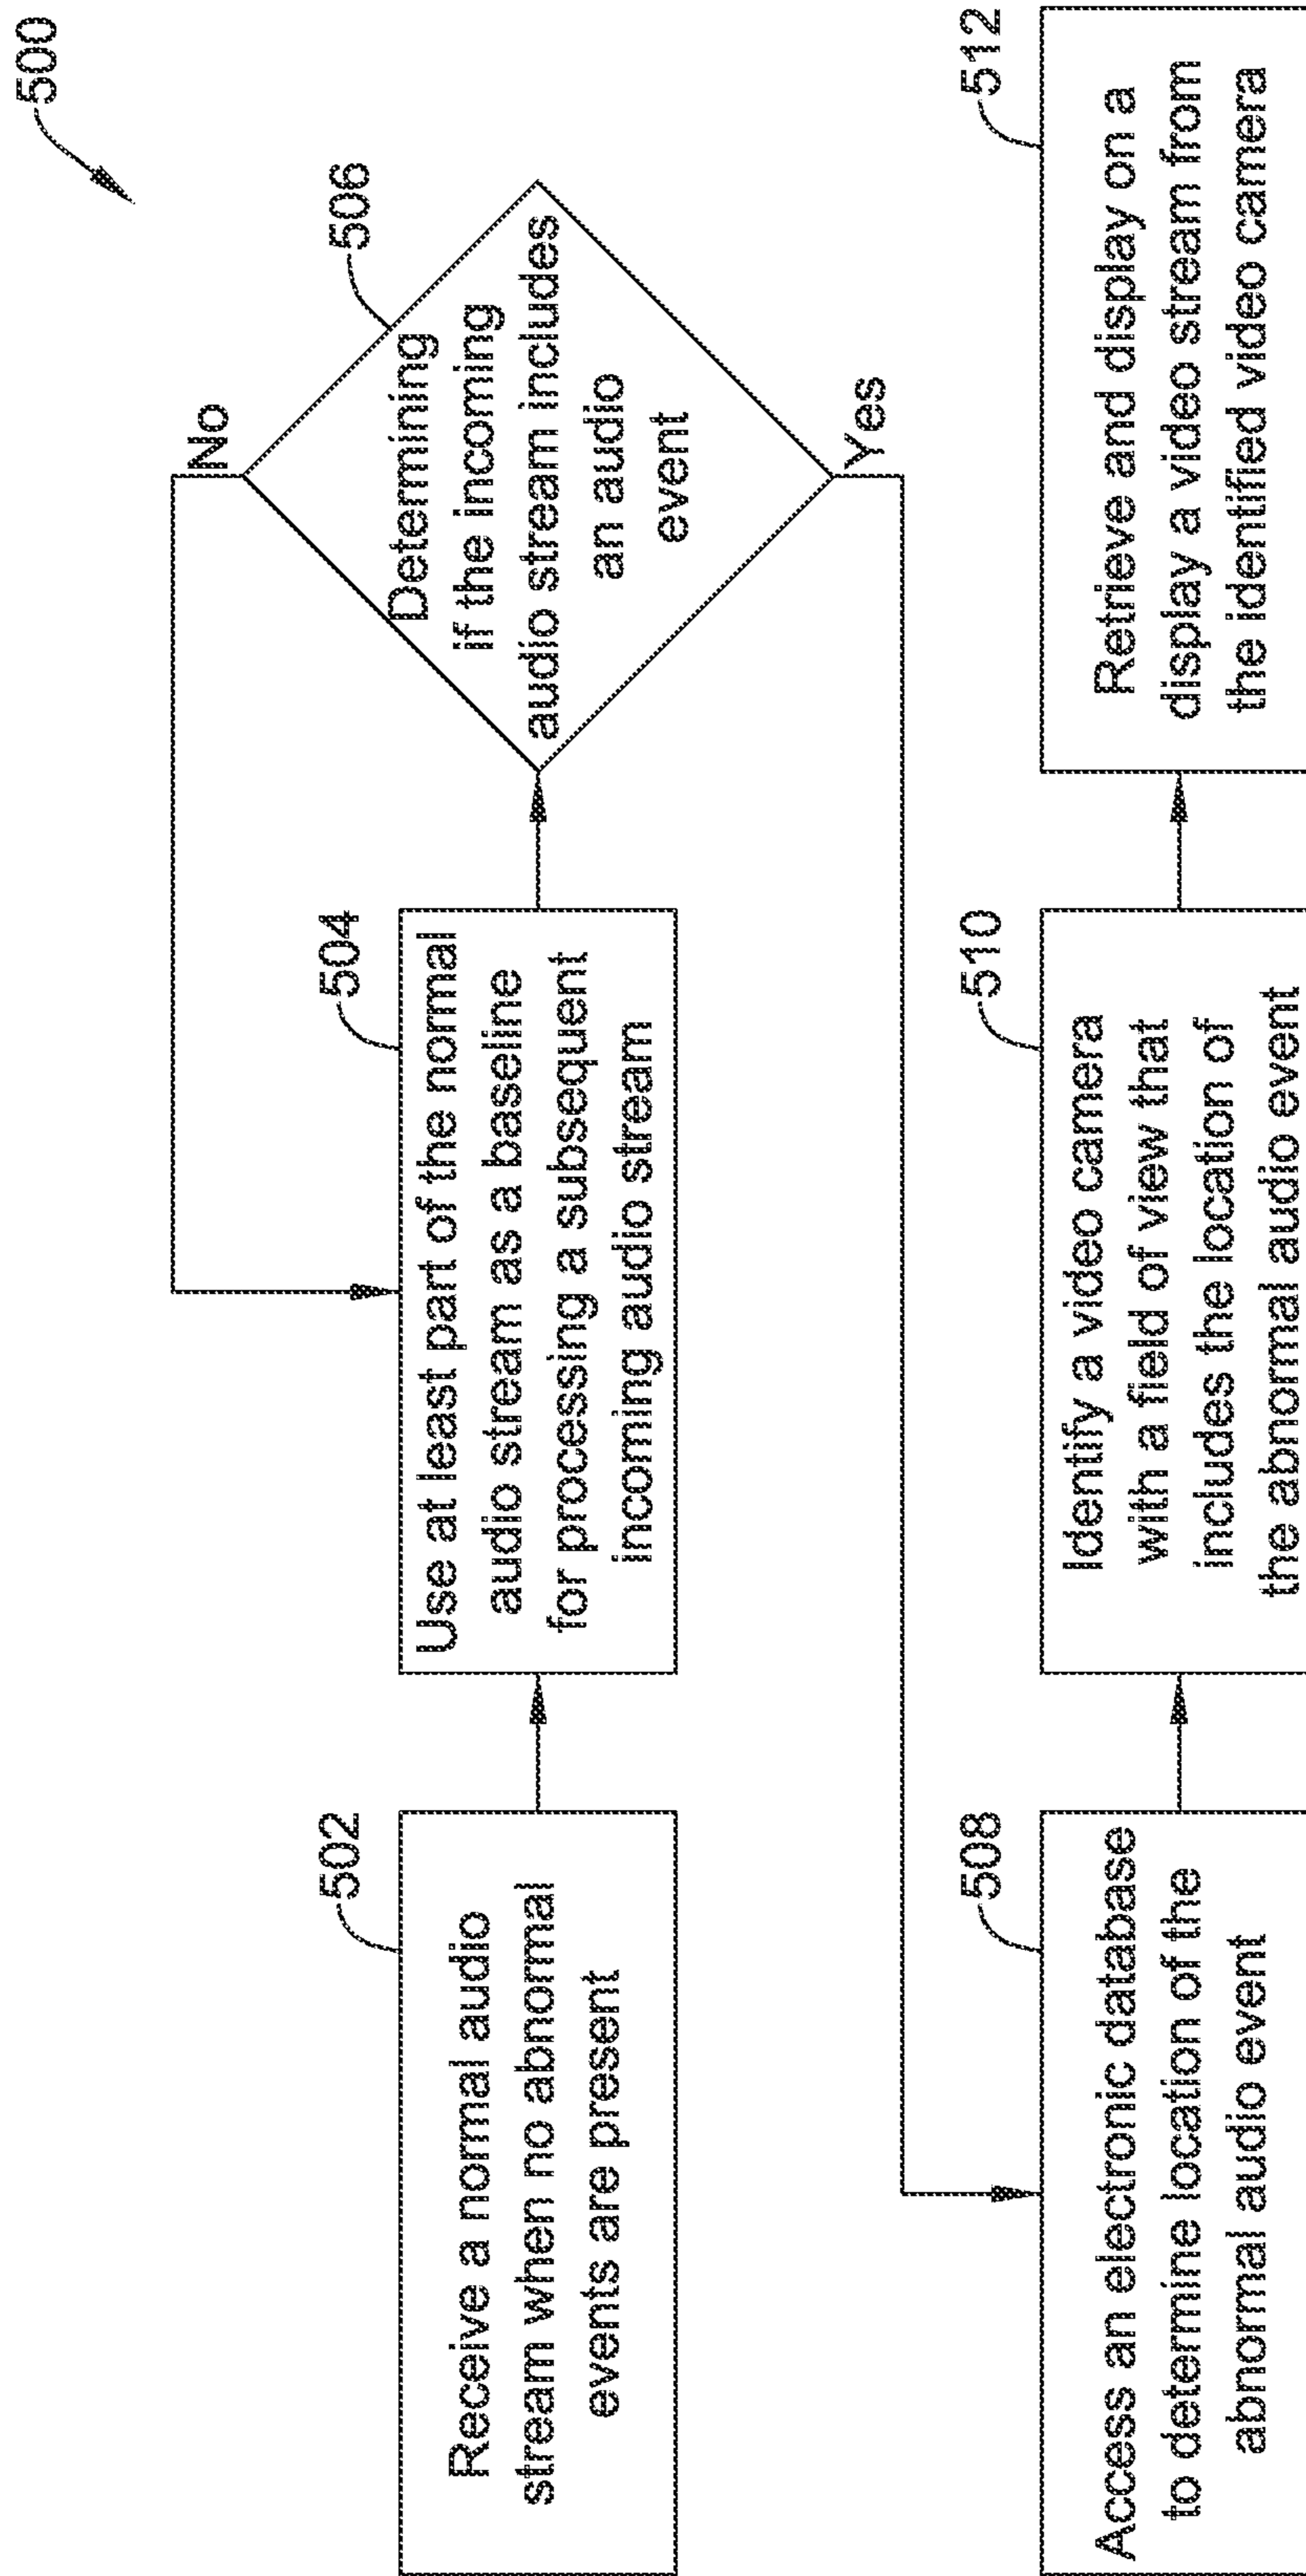 500
502
Receive a normal audio
stream when no abnormal
events are present
504
Use at least part of the normal
audio stream as a baseline
for processing a subsequent
incoming audio stream
506
Determining
if the incoming
audio stream includes
an audio
event
No
Yes
508
Access an electronic database
to determine location of the
abnormal audio event
510
Identify a video camera
with a field of view that
includes the location of
the abnormal audio event
512
Retrieve and display on a
display a video stream from
the identified video camera